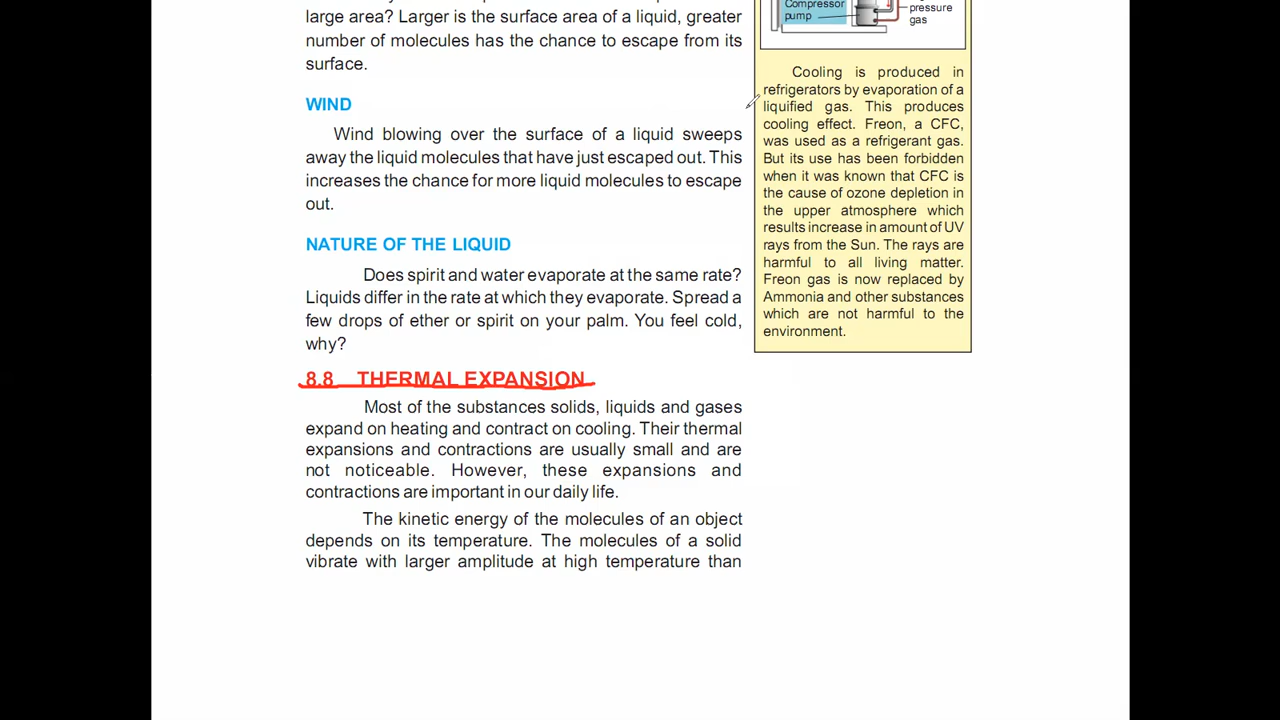 large area? Larger is the surface area of a liquid, greater
number of molecules has the chance to escape from its
surface.
WIND
Wind blowing over the surface of a liquid sweeps
away the liquid molecules that have just escaped out. This
increases the chance for more liquid molecules to escape
out.
NATURE OF THE LIQUID
Does spirit and water evaporate at the same rate?
Liquids differ in the rate at which they evaporate. Spread a
few drops of ether or spirit on your palm. You feel cold,
why?
8.8 THERMAL EXPANSION
Most of the substances solids, liquids and gases
expand on heating and contract on cooling. Their thermal
expansions and contractions are usually small and are
not noticeable. However, these expansions and
contractions are important in our daily life.
The kinetic energy of the molecules of an object
depends on its temperature. The molecules of a solid
vibrate with larger amplitude at high temperature than
Compressor
pump
pressure
gas
Cooling is produced in
refrigerators by evaporation of a
liquified gas. This produces
cooling effect. Freon, a CFC,
was used as a refrigerant gas.
But its use has been forbidden
when it was known that CFC is
the cause of ozone depletion in
the upper atmosphere which
results increase in amount of UV
rays from the Sun. The rays are
harmful to all living matter.
Freon gas is now replaced by
Ammonia and other substances
which are not harmful to the
environment.